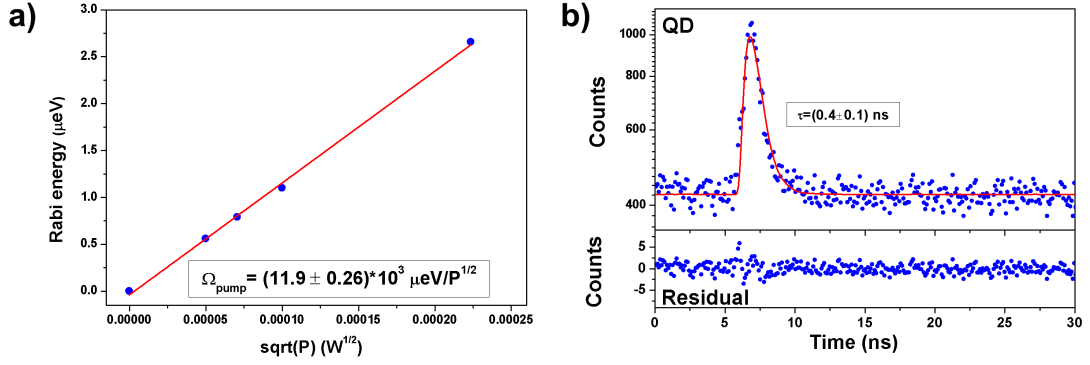 a)
Rabi energy (μeV)
3.0
2.5
2.0
1.5
1.0
0.5
0.0
Ω_pump = (11.9 ± 0.26)*10³ μeV/P^1/2
0.00000 0.00005 0.00010 0.00015 0.00020 0.00025
sqrt(P) (W^1/2)
b)
QD
Counts
1000
800
600
400
τ=(0.4±0.1) ns
Counts
5
0
-5
Residual
0 5 10 15 20 25 30
Time (ns)